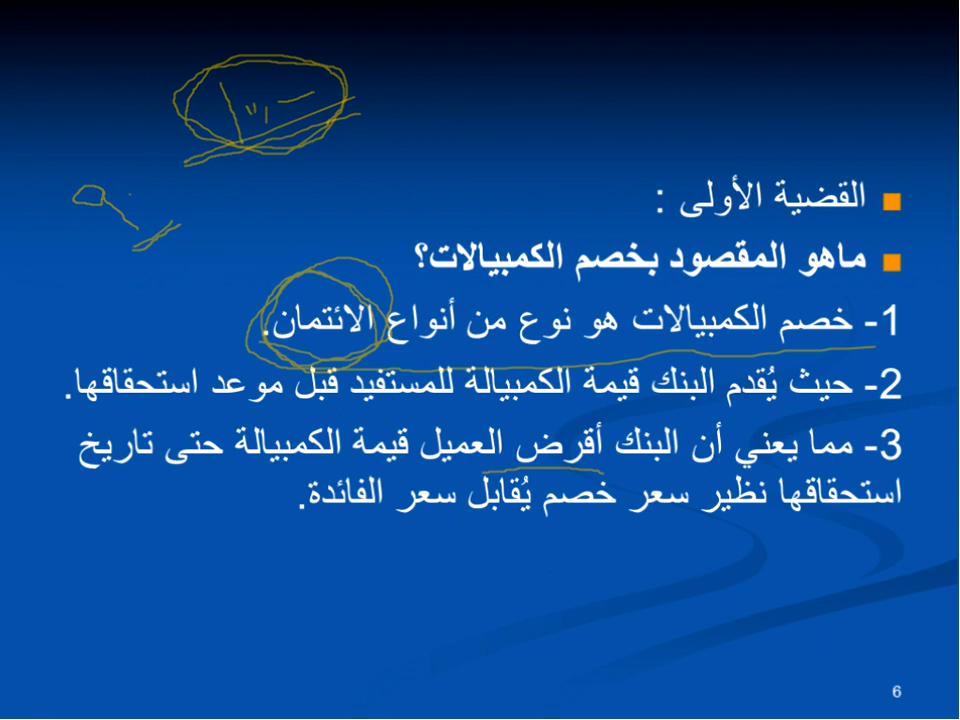 القضية الأولى :
ماهو المقصود بخصم الكمبيالات؟
1- خصم الكمبيالات هو نوع من أنواع الائتمان.
2- حيث يُقدم البنك قيمة الكمبيالة للمستفيد قبل موعد استحقاقها.
3- مما يعني أن البنك أقرض العميل قيمة الكمبيالة حتى تاريخ
استحقاقها نظير سعر خصم يُقابل سعر الفائدة.
6